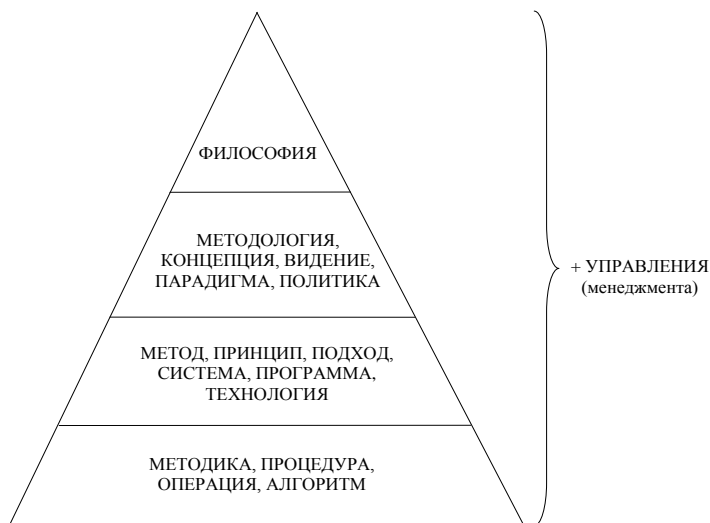 ФИЛОСОФИЯ
МЕТОДОЛОГИЯ,
КОНЦЕПЦИЯ, ВИДЕНИЕ,
ПАРАДИГМА, ПОЛИТИКА
МЕТОД, ПРИНЦИП, ПОДХОД,
СИСТЕМА, ПРОГРАММА,
ТЕХНОЛОГИЯ
МЕТОДИКА, ПРОЦЕДУРА,
ОПЕРАЦИЯ, АЛГОРИТМ
+ УПРАВЛЕНИЯ
(менеджмента)